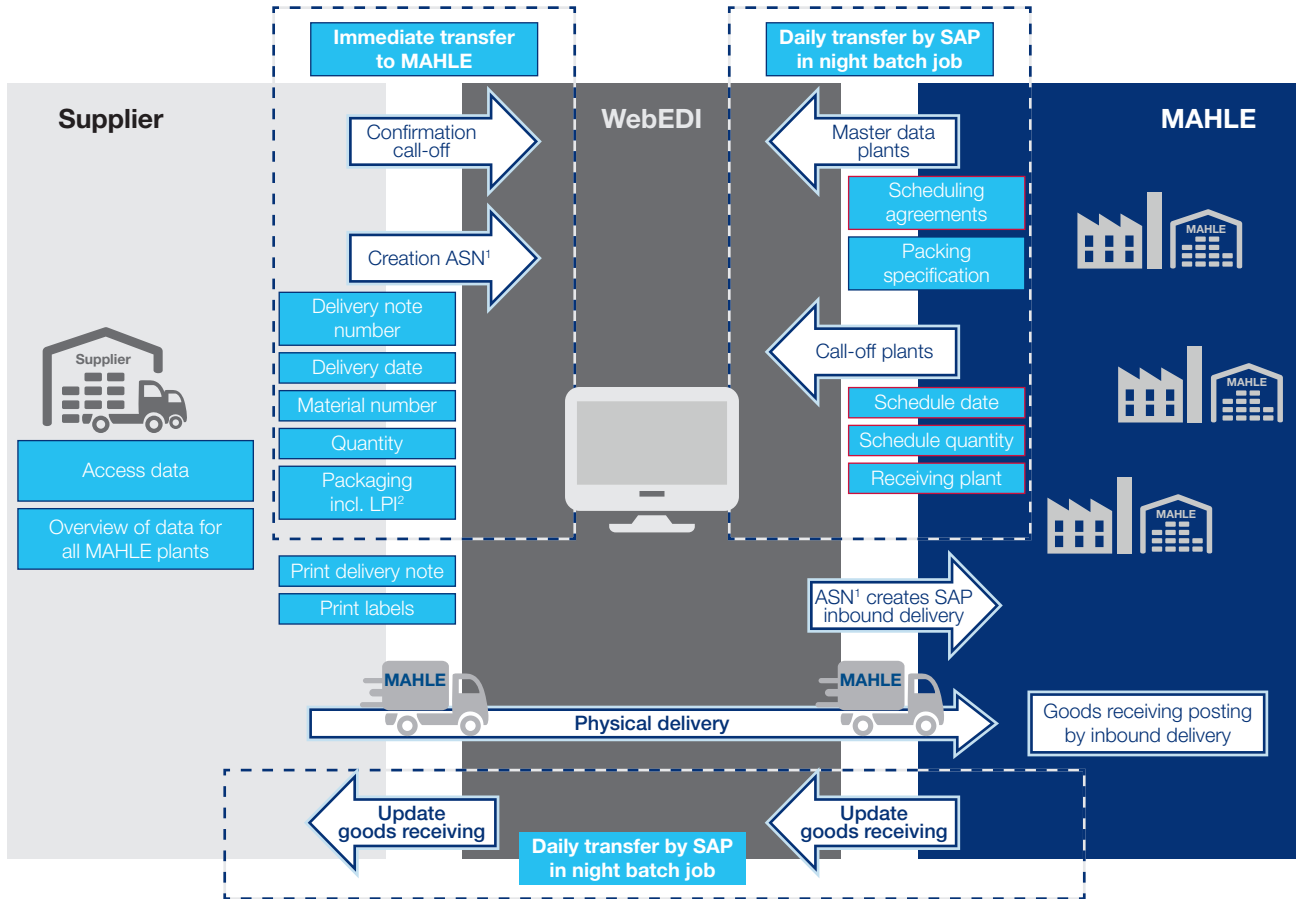 Immediate transfer
to MAHLE
Daily transfer by SAP
in night batch job
Supplier
WebEDI
MAHLE
Confirmation
call-off
Master data
plants
Scheduling
agreements
Packing
specification
MAHLE
Creation ASN¹
Delivery note
number
Delivery date
Material number
Quantity
Packaging
incl. LPI²
Call-off plants
Schedule date
Schedule quantity
Receiving plant
MAHLE
MAHLE
Supplier
Access data
Overview of data for
all MAHLE plants
Print delivery note
Print labels
ASN¹ creates SAP
inbound delivery
MAHLE
MAHLE
Physical delivery
Goods receiving posting
by inbound delivery
Update
goods receiving
Update
goods receiving
Daily transfer by SAP
in night batch job